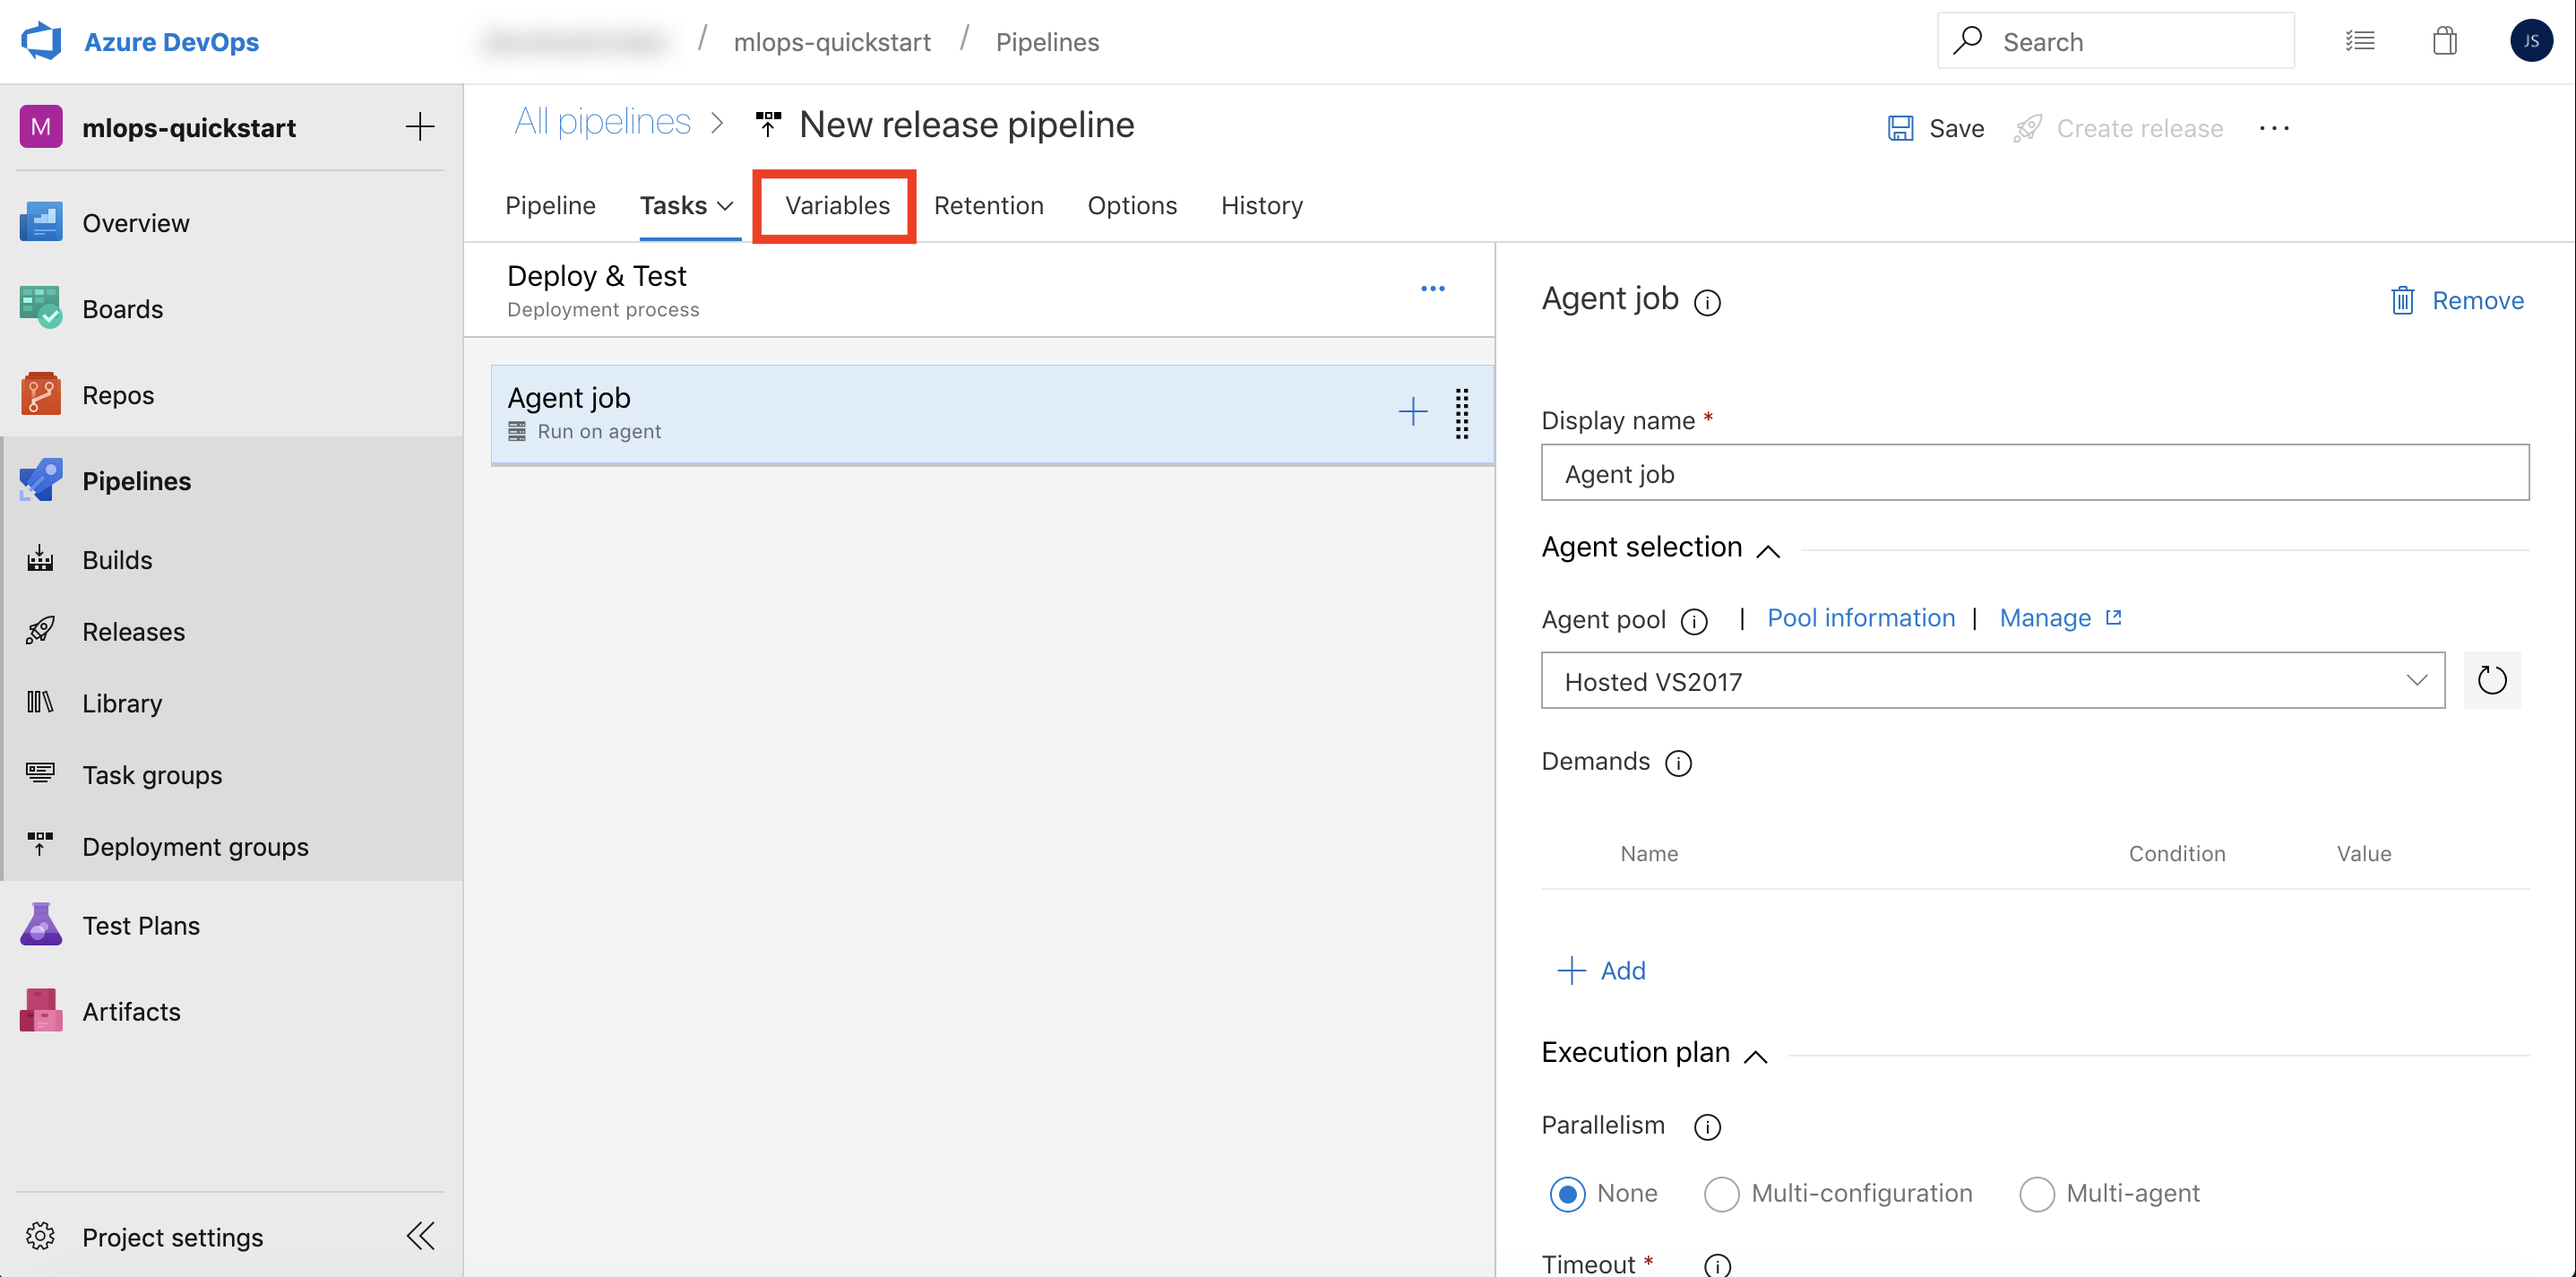 Azure DevOps
/ mlops-quickstart / Pipelines
Search
JS
M mlops-quickstart
Overview
Boards
Repos
Pipelines
Builds
Releases
Library
Task groups
Deployment groups
Test Plans
Artifacts
Project settings
All pipelines > New release pipeline
Save
Create release
Pipeline Tasks Variables Retention Options History
Deploy & Test
Deployment process
Agent job
Run on agent
Agent job
Remove
Display name *
Agent job
Agent selection
Agent pool | Pool information | Manage
Hosted VS2017
Demands
Name Condition Value
Add
Execution plan
Parallelism
None Multi-configuration Multi-agent
Timeout *